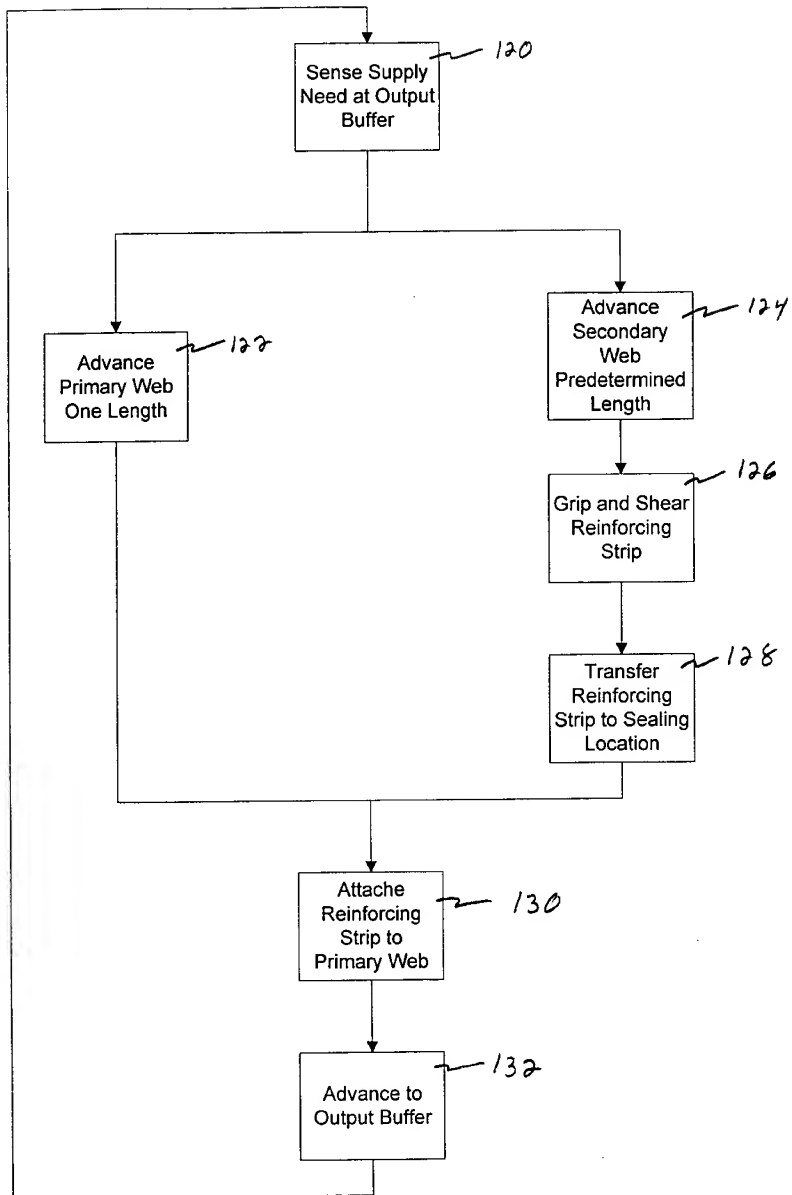 120
Sense Supply
Need at Output
Buffer
122
Advance
Primary Web
One Length
124
Advance
Secondary
Web
Predetermined
Length
126
Grip and Shear
Reinforcing
Strip
128
Transfer
Reinforcing
Strip to Sealing
Location
130
Attache
Reinforcing
Strip to
Primary Web
132
Advance to
Output Buffer